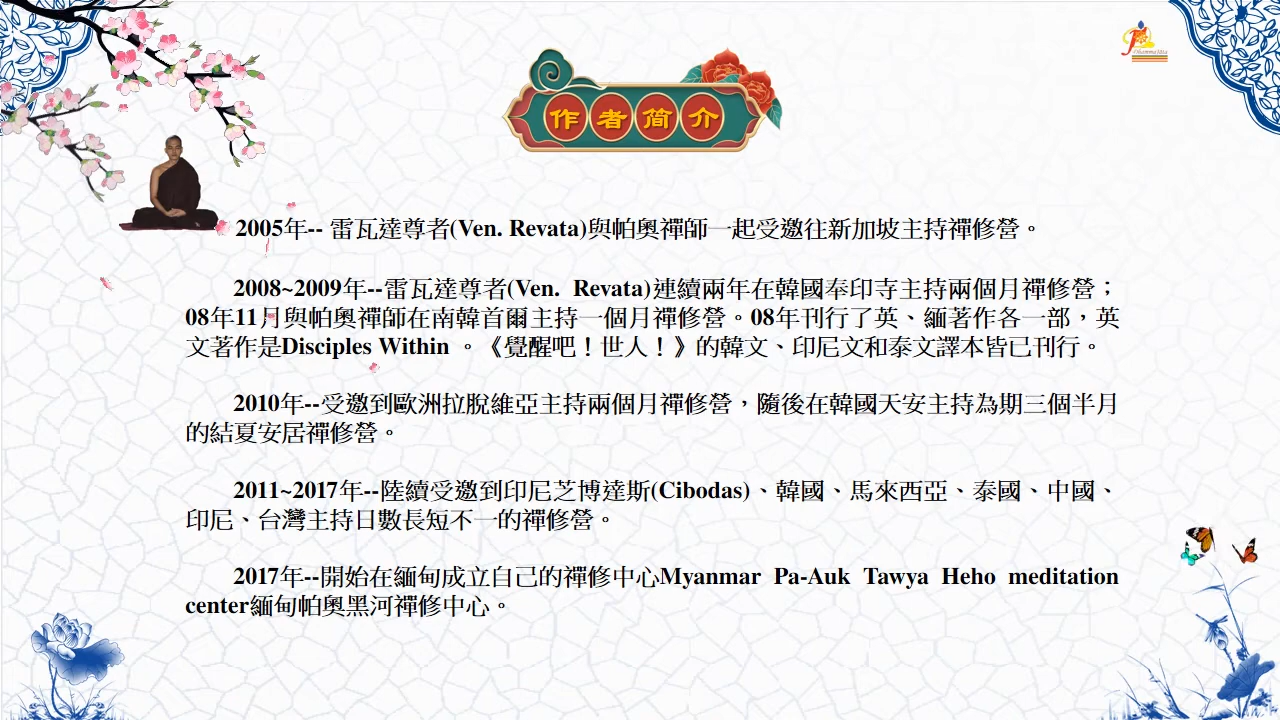 作者简介
2005年-- 雷瓦達尊者(Ven. Revata)與帕奧禪師一起受邀往新加坡主持禪修營。
2008~2009年--雷瓦達尊者(Ven. Revata)連續兩年在韓國奉印寺主持兩個月禪修營；
08年11月與帕奧禪師在南韓首爾主持一個月禪修營。08年刊行了英、緬著作各一部，英
文著作是Disciples Within 。《覺醒吧！世人！》的韓文、印尼文和泰文譯本皆已刊行。
2010年--受邀到歐洲拉脫維亞主持兩個月禪修營，隨後在韓國天安主持為期三個半月
的結夏安居禪修營。
2011~2017年--陸續受邀到印尼芝博達斯(Cibodas)、韓國、馬來西亞、泰國、中國、
印尼、台灣主持日數長短不一的禪修營。
2017年--開始在緬甸成立自己的禪修中心Myanmar Pa-Auk Tawya Heho meditation
center緬甸帕奧黑河禪修中心。